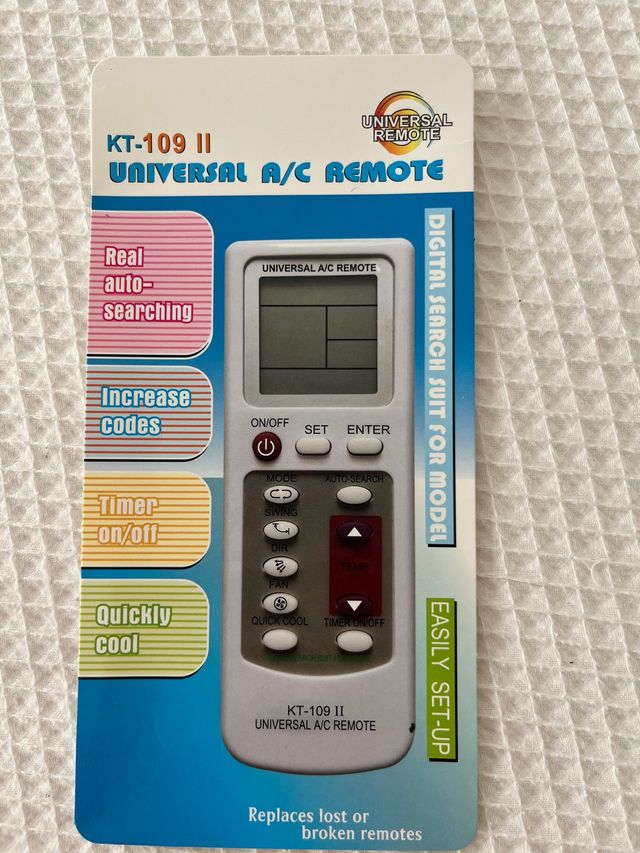 UNIVERSAL
REMOTE
KT-109 II
UNIVERSAL A/C REMOTE
Real
auto-
searching
Increase
codes
Timer
on/off
Quickly
cool
UNIVERSAL A/C REMOTE
ON/OFF
SET
ENTER
MODE
AUTO-SEARCH
SWING
DIR
TEMP
FAN
QUICK COOL
TIMER ON/OFF
KT-109 II
UNIVERSAL A/C REMOTE
DIGITAL SEARCH SUIT FOR MODEL
EASILY SET-UP
Replaces lost or
broken remotes